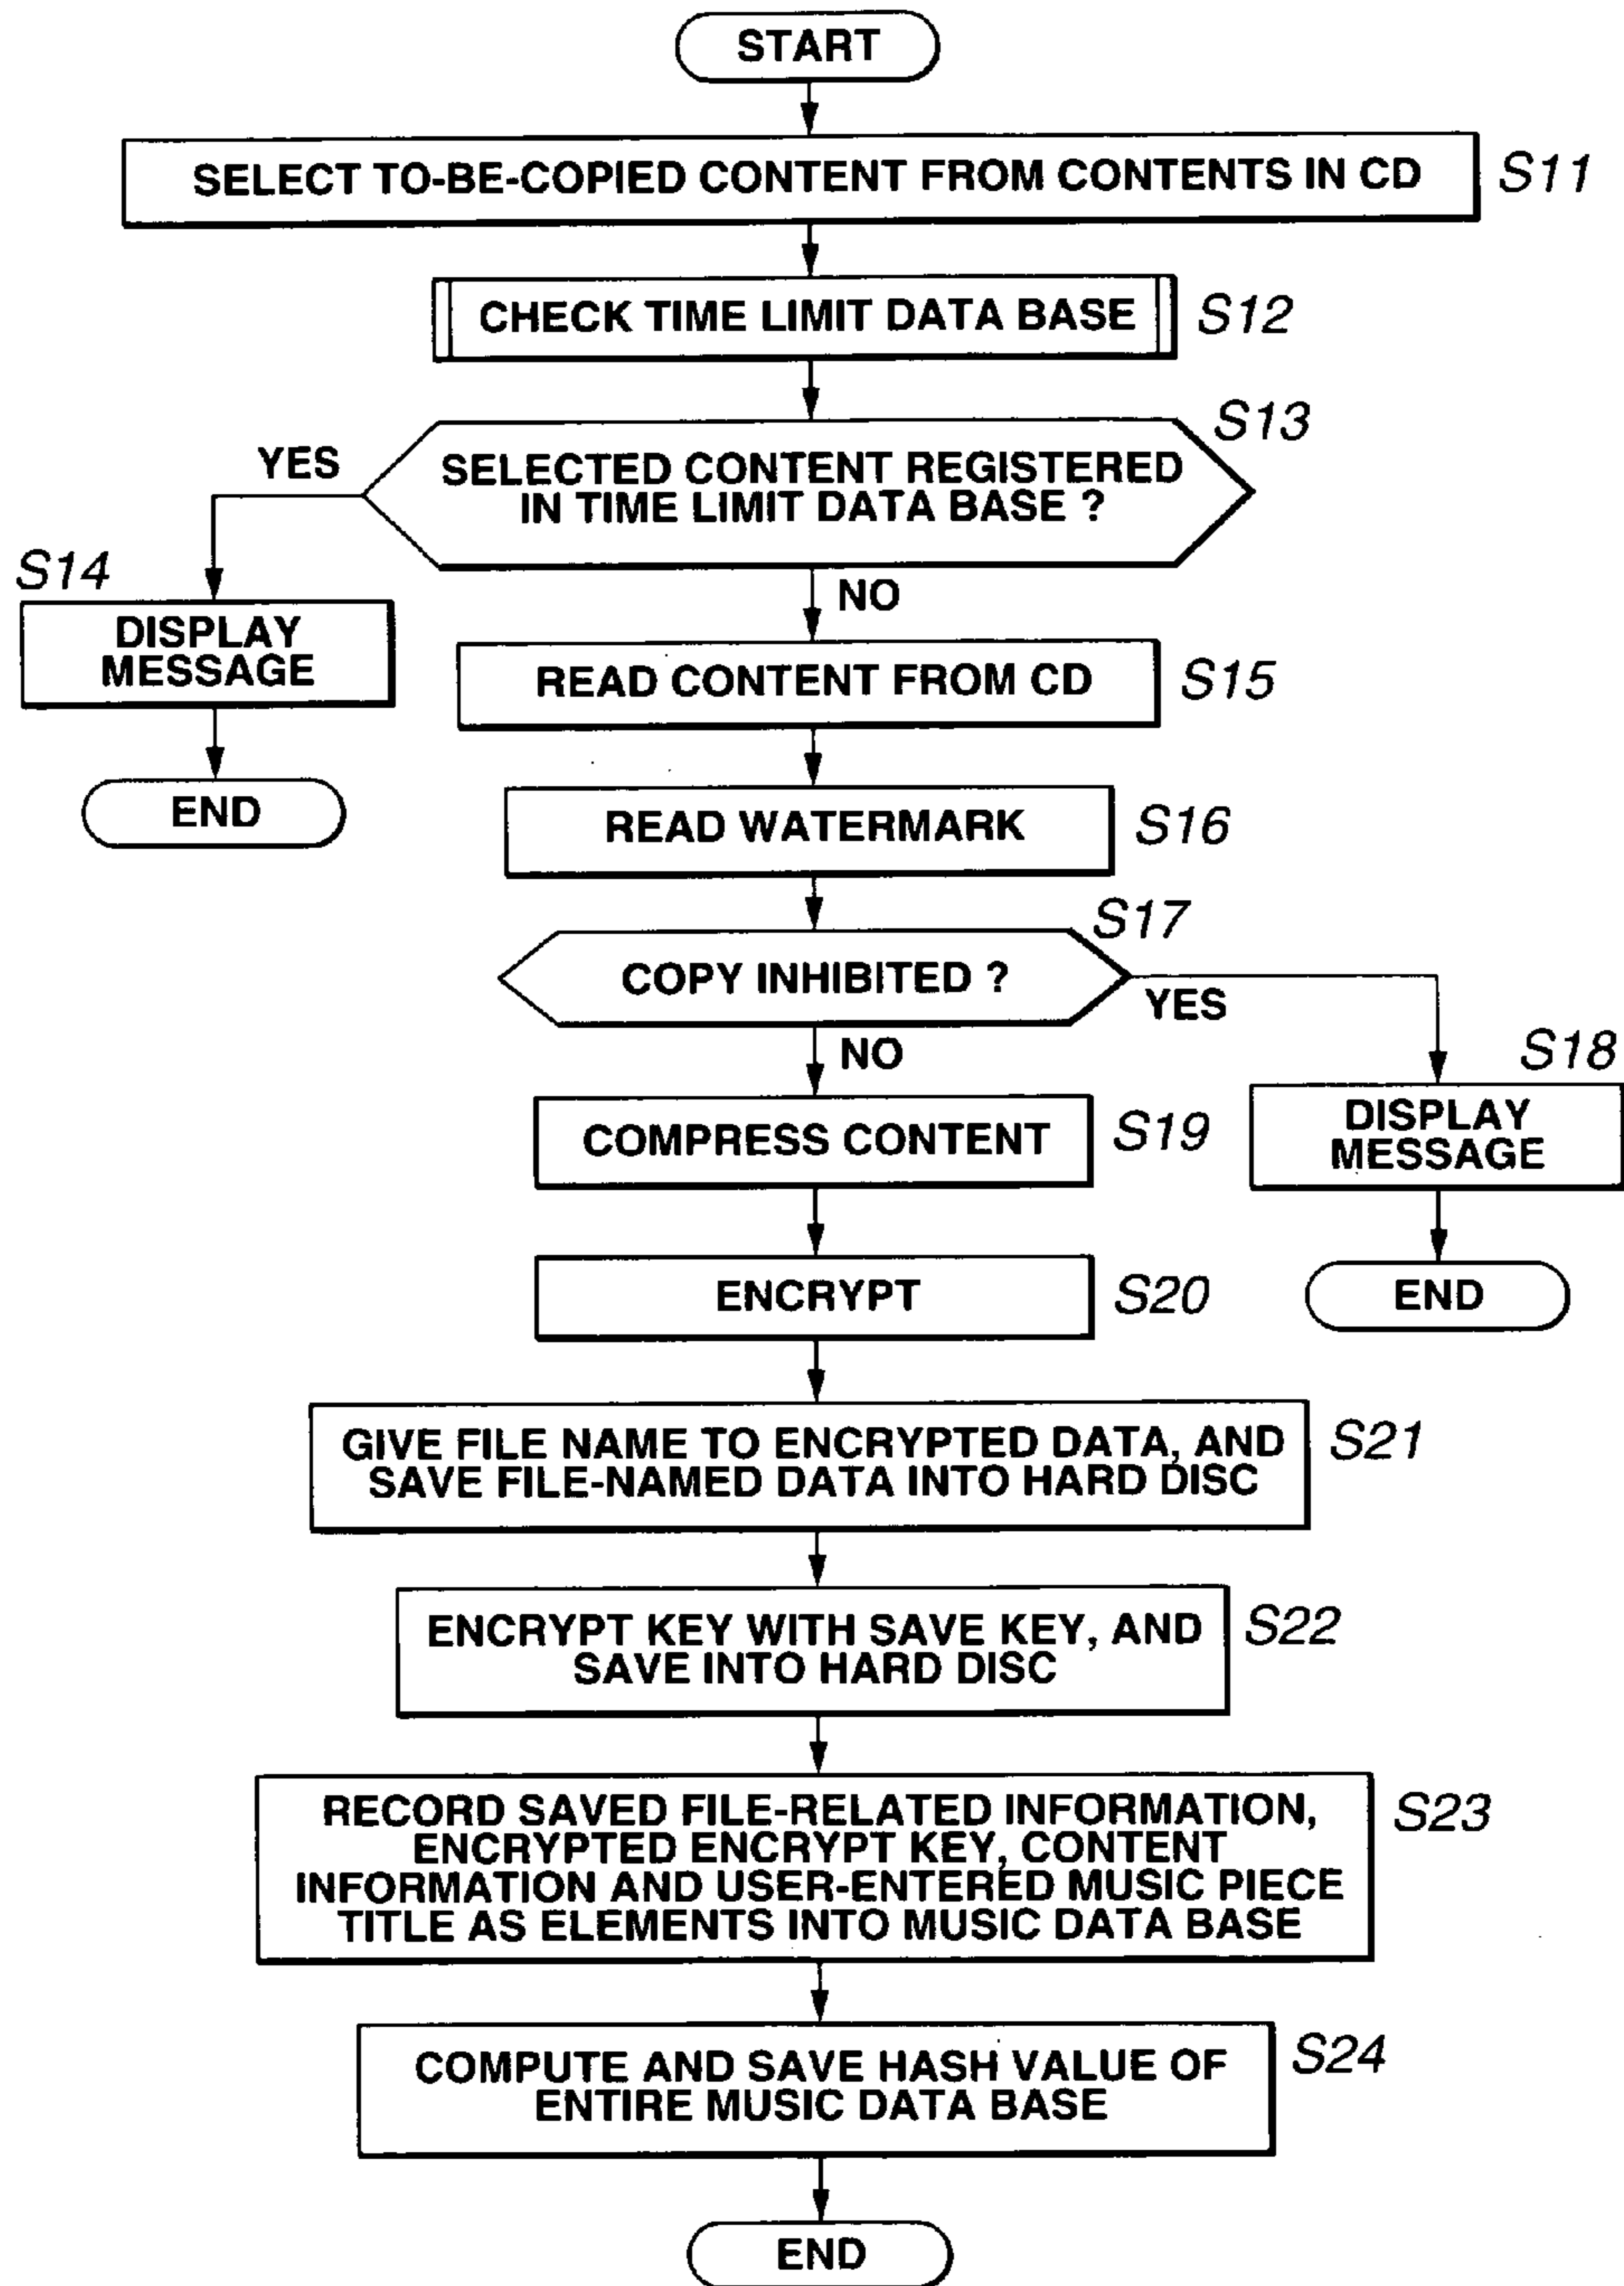 START
SELECT TO-BE-COPIED CONTENT FROM CONTENTS IN CD
S11
CHECK TIME LIMIT DATA BASE
S12
S13
YES
SELECTED CONTENT REGISTERED
IN TIME LIMIT DATA BASE ?
S14
NO
DISPLAY
MESSAGE
READ CONTENT FROM CD
S15
END
READ WATERMARK
S16
S17
COPY INHIBITED ?
YES
NO
S18
COMPRESS CONTENT
S19
DISPLAY
MESSAGE
ENCRYPT
S20
END
GIVE FILE NAME TO ENCRYPTED DATA, AND
SAVE FILE-NAMED DATA INTO HARD DISC
S21
ENCRYPT KEY WITH SAVE KEY, AND
SAVE INTO HARD DISC
S22
RECORD SAVED FILE-RELATED INFORMATION,
ENCRYPTED ENCRYPT KEY, CONTENT
INFORMATION AND USER-ENTERED MUSIC PIECE
TITLE AS ELEMENTS INTO MUSIC DATA BASE
S23
COMPUTE AND SAVE HASH VALUE OF
ENTIRE MUSIC DATA BASE
S24
END